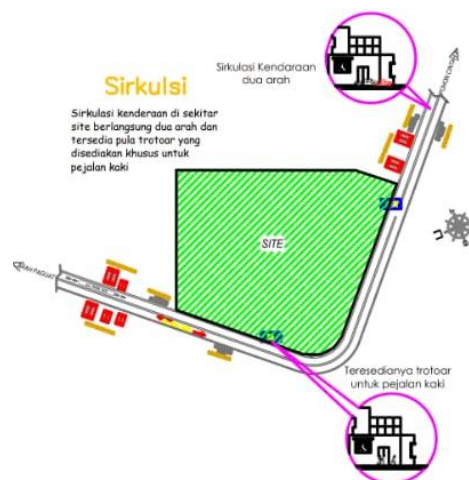 Sirkulasi Kendaraan
dua arah
Sirkulsi
Sirkulasi kenderaan di sekitar
site berlangsung dua arah dan
tersedia pula trotoar yang
disediakan khusus untuk
pejalan kaki
SITE
U
Teresedianya trotoar
untuk pejalan kaki